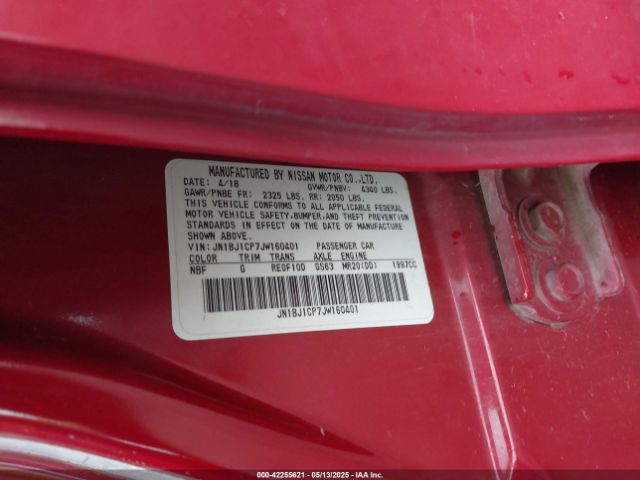 MANUFACTURED BY NISSAN MOTOR CO.,LTD.
DATE: 4/18 GVWR/PNBV: 4340 LBS.
GAWR/PNBE FR: 2325 LBS. RR: 2050 LBS.
THIS VEHICLE CONFORMS TO ALL APPLICABLE FEDERAL
MOTOR VEHICLE SAFETY,BUMPER,AND THEFT PREVENTION
STANDARDS IN EFFECT ON THE DATE OF MANUFACTURE
SHOWN ABOVE.
VIN: JN1BJ1CP7JW160401 PASSENGER CAR
COLOR TRIM TRANS AXLE ENGINE
NBF G RE0F10D GS63 MR20(DD) 1997CC
JN1BJ1CP7JW160401
000-42255621 - 05/13/2025 - IAA Inc.